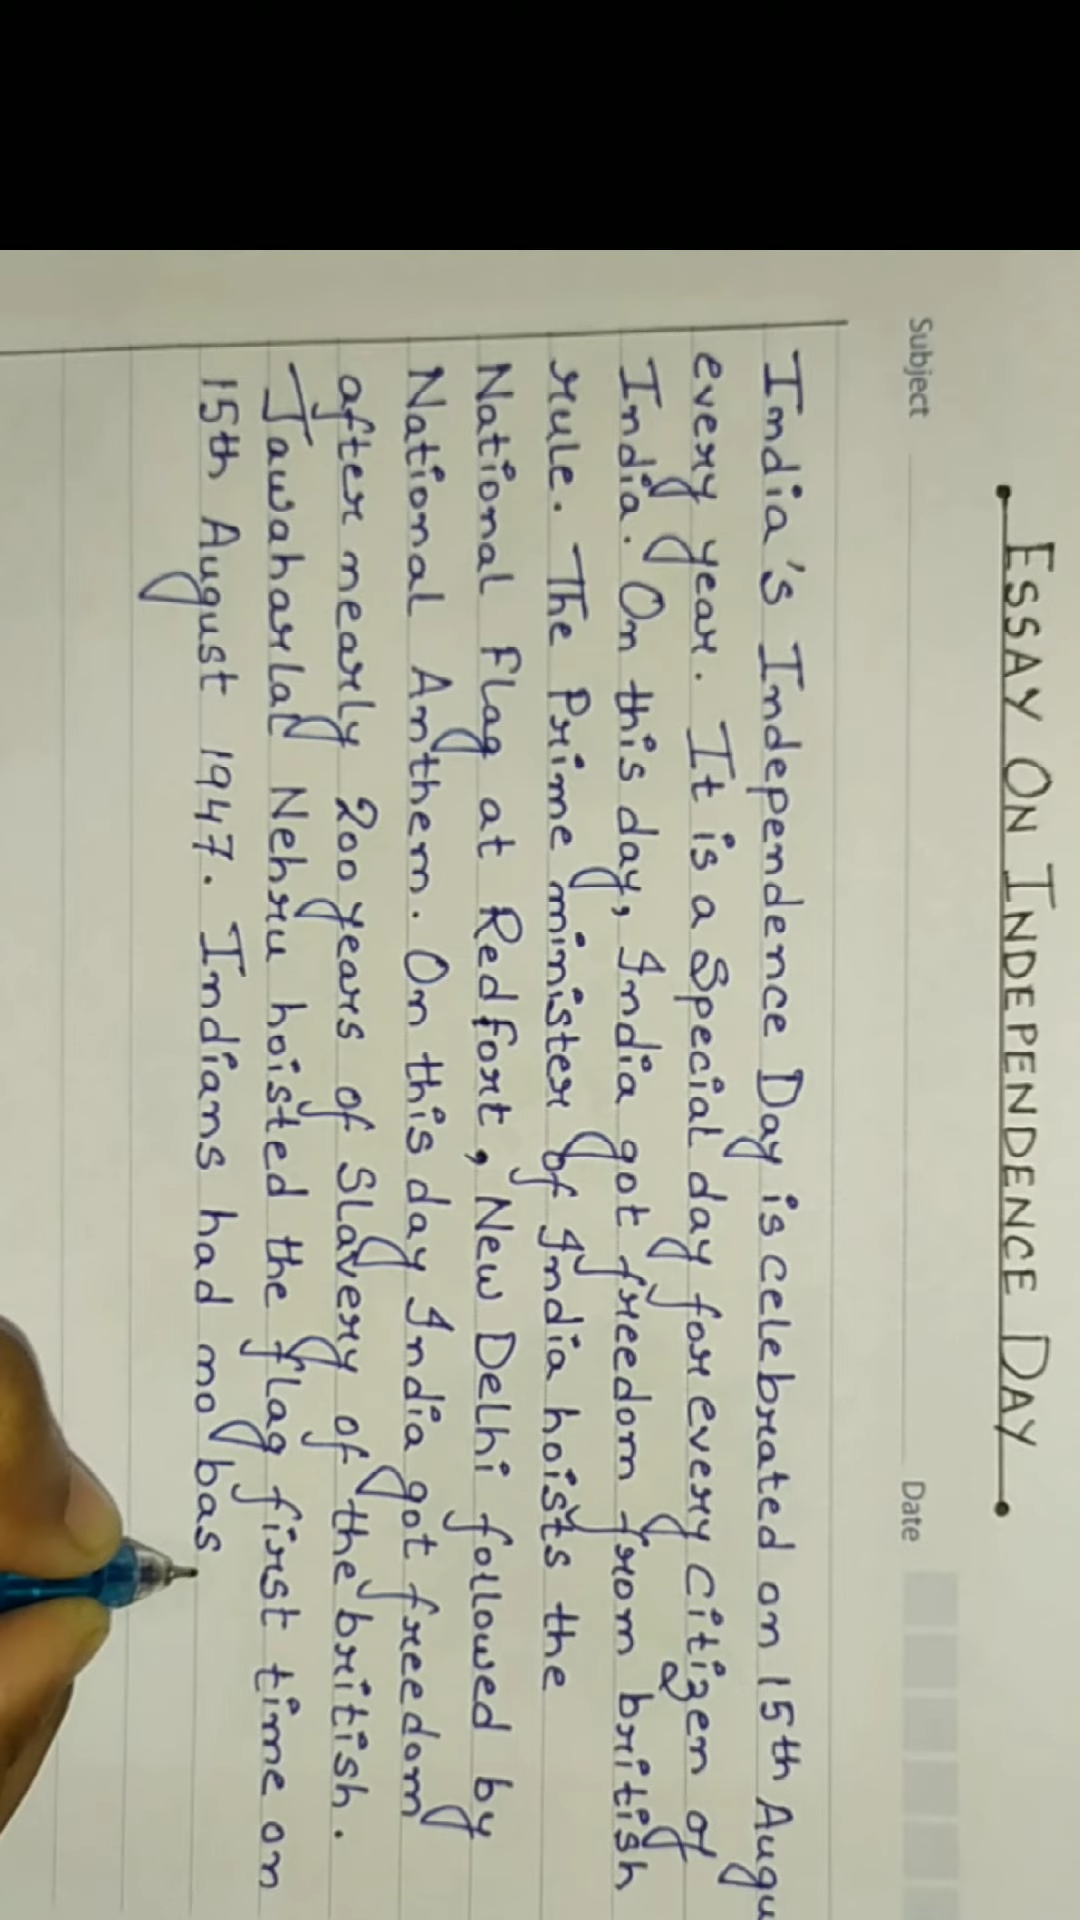 ESSAY ON INDEPENDENCE DAY
Subject Date
India's Independence Day is celebrated on 15th Augu
every year. It is a Special day for every citizen of
India. On this day, India got freedom from british
rule. The Prime minister of India hoists the
National Flag at Redfort, New Delhi followed by
National Anthem. On this day India got freedom
after nearly 200 years of Slavery of the british.
Jawaharlal Nehru hoisted the flag first time on
15th August 1947. Indians had no bas